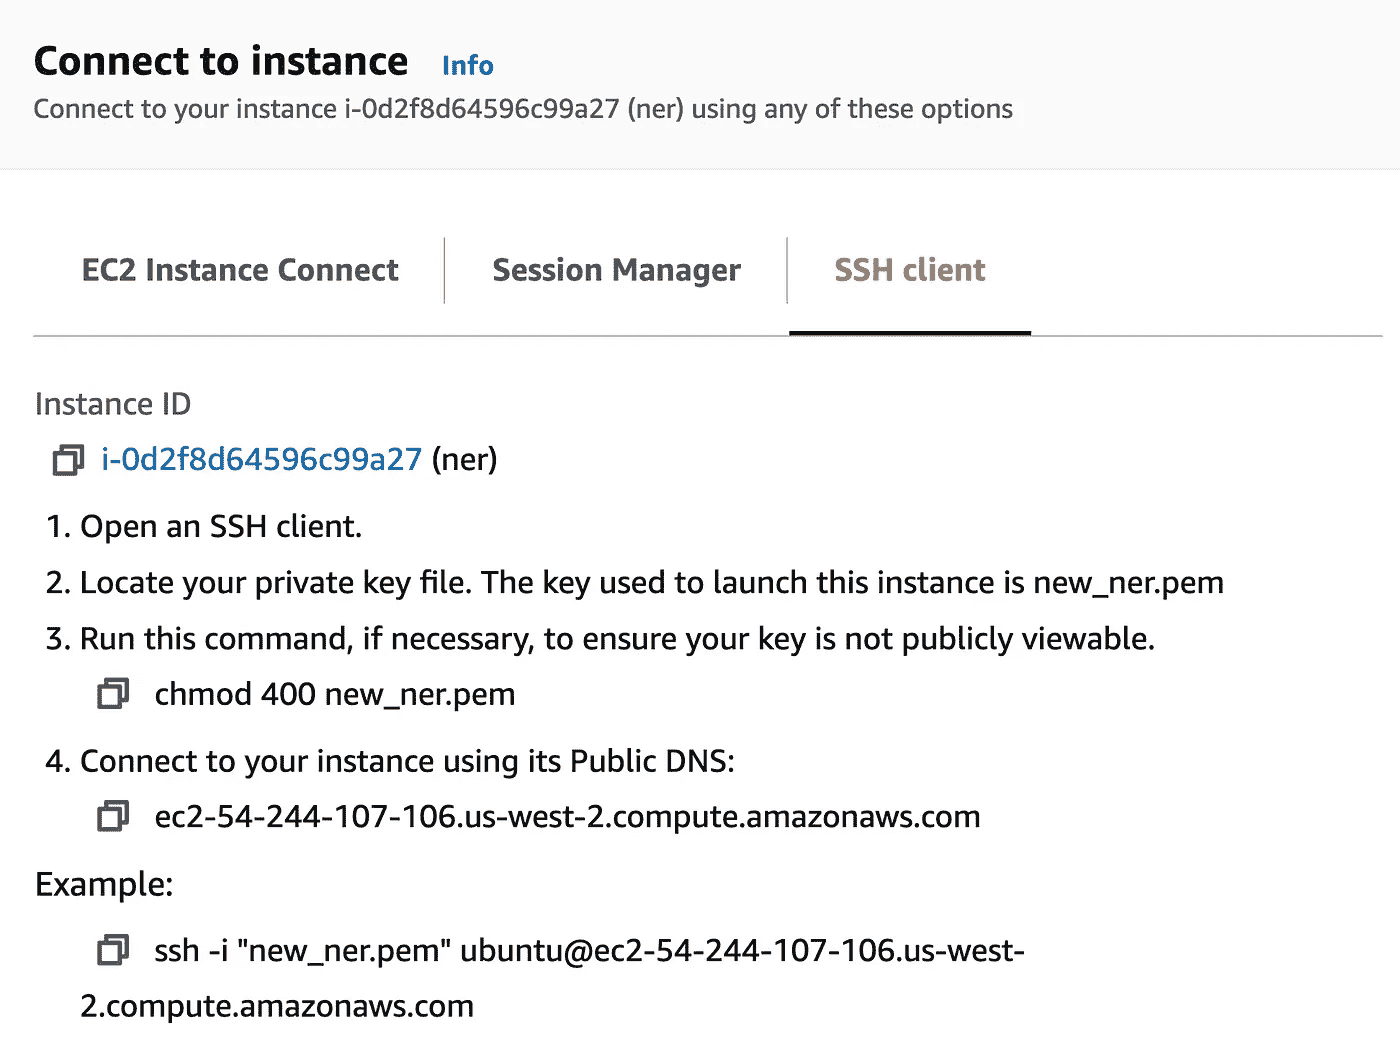 Connect to instance Info
Connect to your instance i-0d2f8d64596c99a27 (ner) using any of these options
EC2 Instance Connect
Session Manager
SSH client
Instance ID
i-0d2f8d64596c99a27 (ner)
1. Open an SSH client.
2. Locate your private key file. The key used to launch this instance is new_ner.pem
3. Run this command, if necessary, to ensure your key is not publicly viewable.
chmod 400 new_ner.pem
4. Connect to your instance using its Public DNS:
ec2-54-244-107-106.us-west-2.compute.amazonaws.com
Example:
ssh -i "new_ner.pem" ubuntu@ec2-54-244-107-106.us-west-
2.compute.amazonaws.com